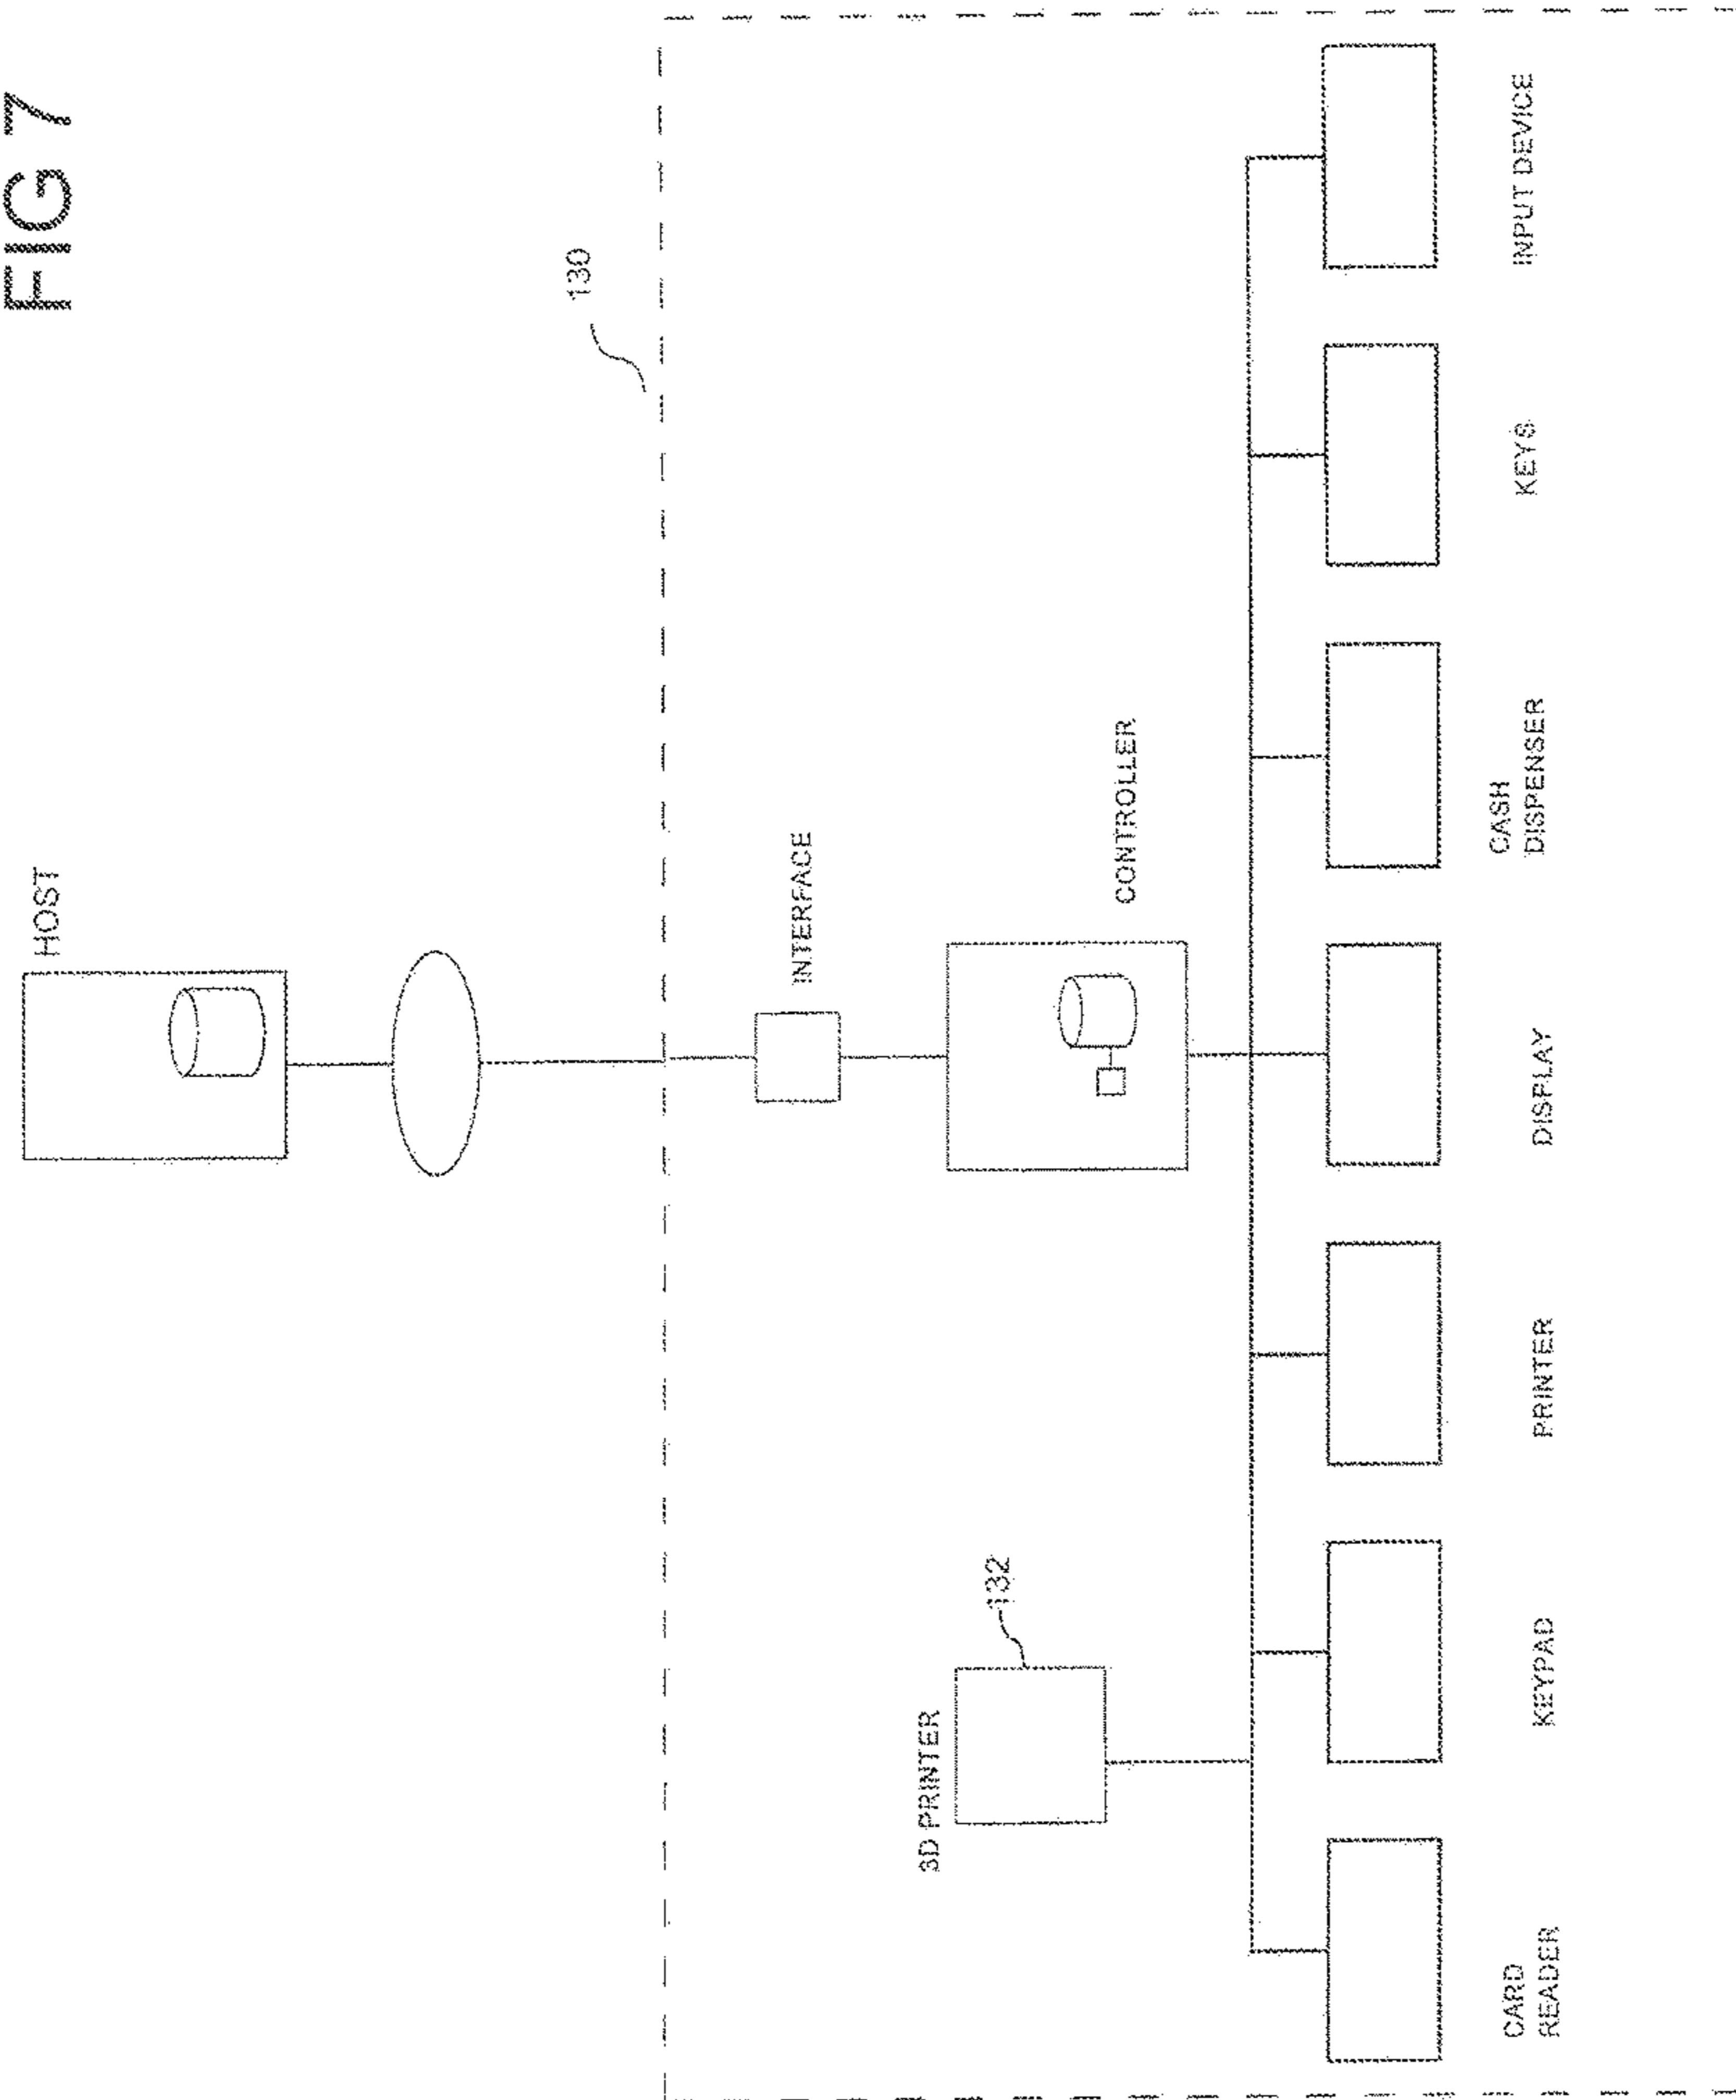 FIG 7
HOST
130
INTERFACE
CONTROLLER
3D PRINTER
132
CARD
READER
KEYPAD
PRINTER
DISPLAY
CASH
DISPENSER
KEYS
INPUT DEVICE